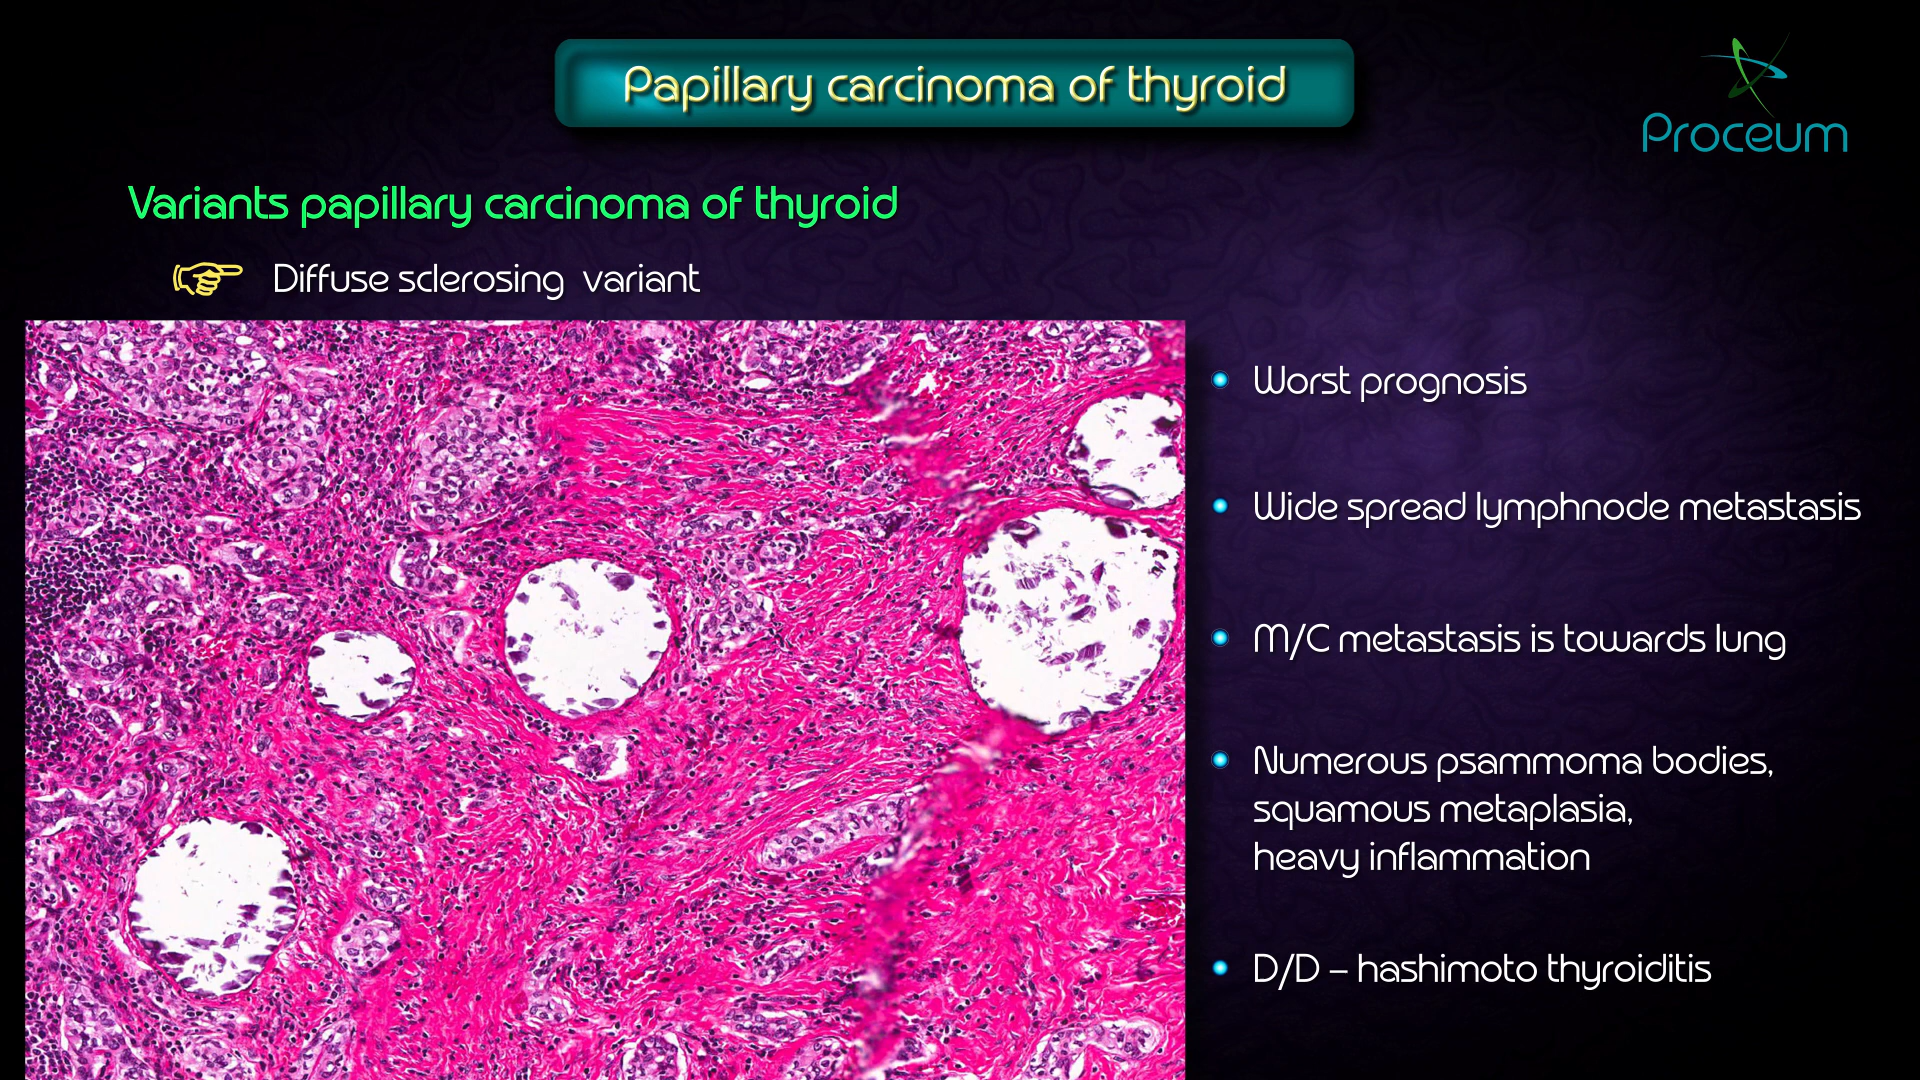 Papillary carcinoma of thyroid
Proceum
Variants papillary carcinoma of thyroid
Diffuse sclerosing variant
Worst prognosis
Wide spread lymphnode metastasis
M/C metastasis is towards lung
Numerous psammoma bodies,
squamous metaplasia,
heavy inflammation
D/D – hashimoto thyroiditis